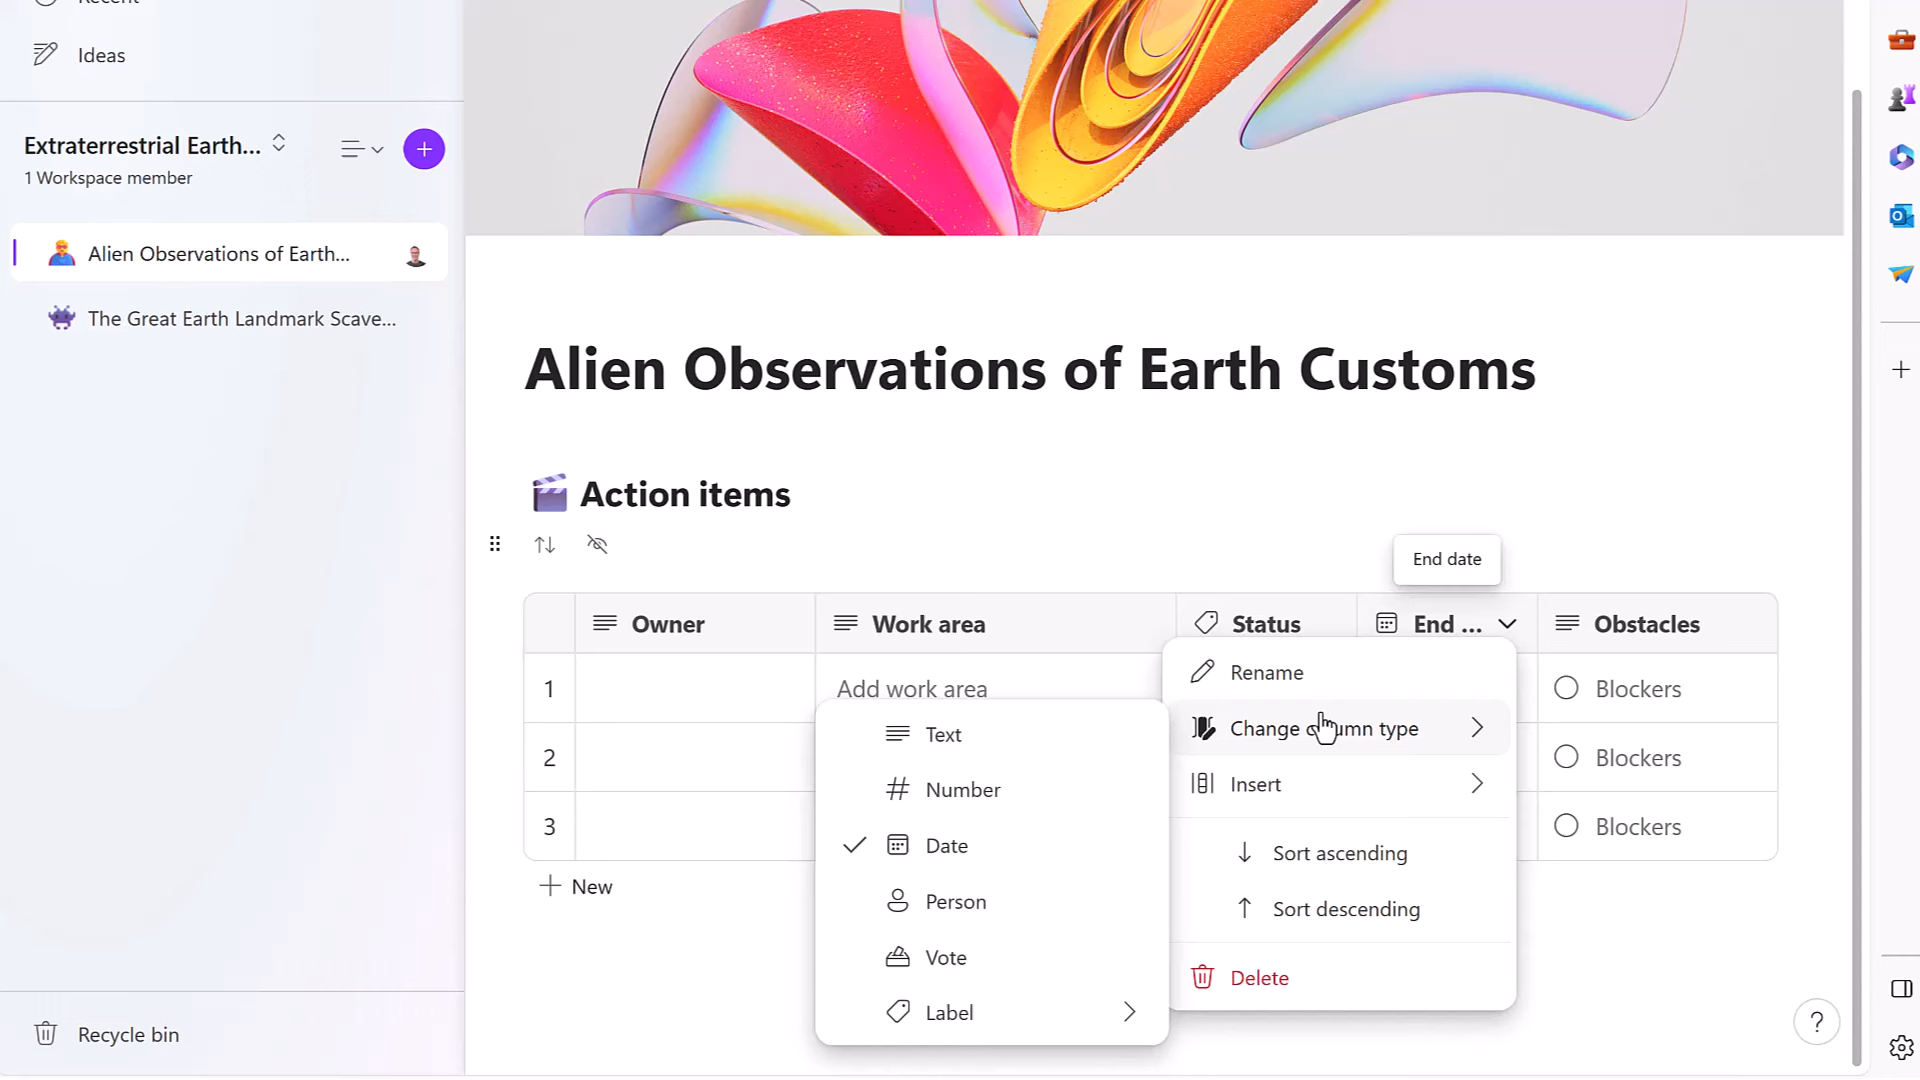 Recent
Ideas
Extraterrestrial Earth...
1 Workspace member
Alien Observations of Earth...
The Great Earth Landmark Scave...
Recycle bin
Alien Observations of Earth Customs
Action items
End date
Owner
Work area
Status
End ...
Obstacles
1
Add work area
Blockers
2
Blockers
3
Blockers
New
Rename
Change column type
Insert
Sort ascending
Sort descending
Delete
Text
Number
Date
Person
Vote
Label
?